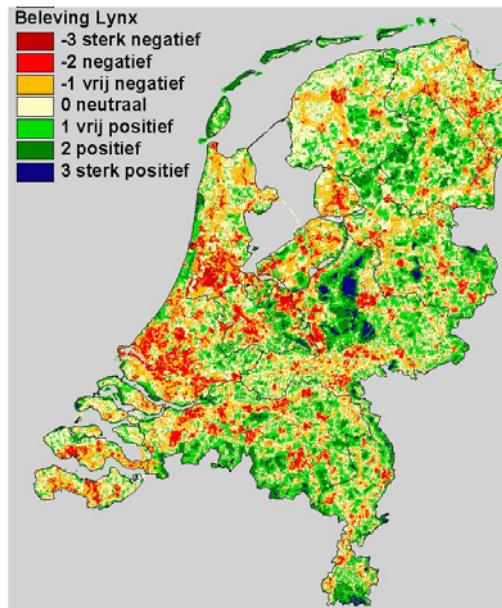 Beleving Lynx
-3 sterk negatief
-2 negatief
-1 vrij negatief
0 neutraal
1 vrij positief
2 positief
3 sterk positief